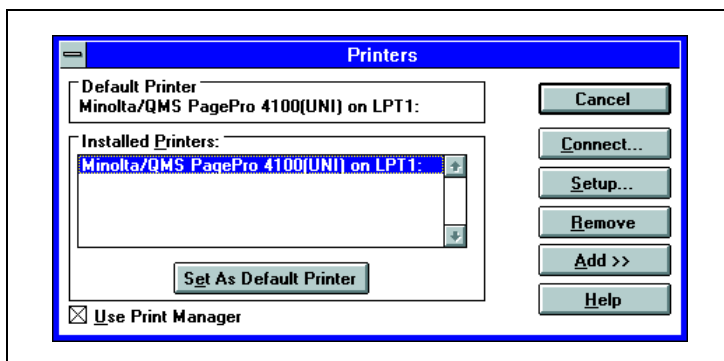 Printers
Default Printer
Minolta/QMS PagePro 4100(UNI) on LPT1:
Installed Printers:
Minolta/QMS PagePro 4100(UNI) on LPT1:
Set As Default Printer
Use Print Manager
Cancel
Connect...
Setup...
Remove
Add >>
Help